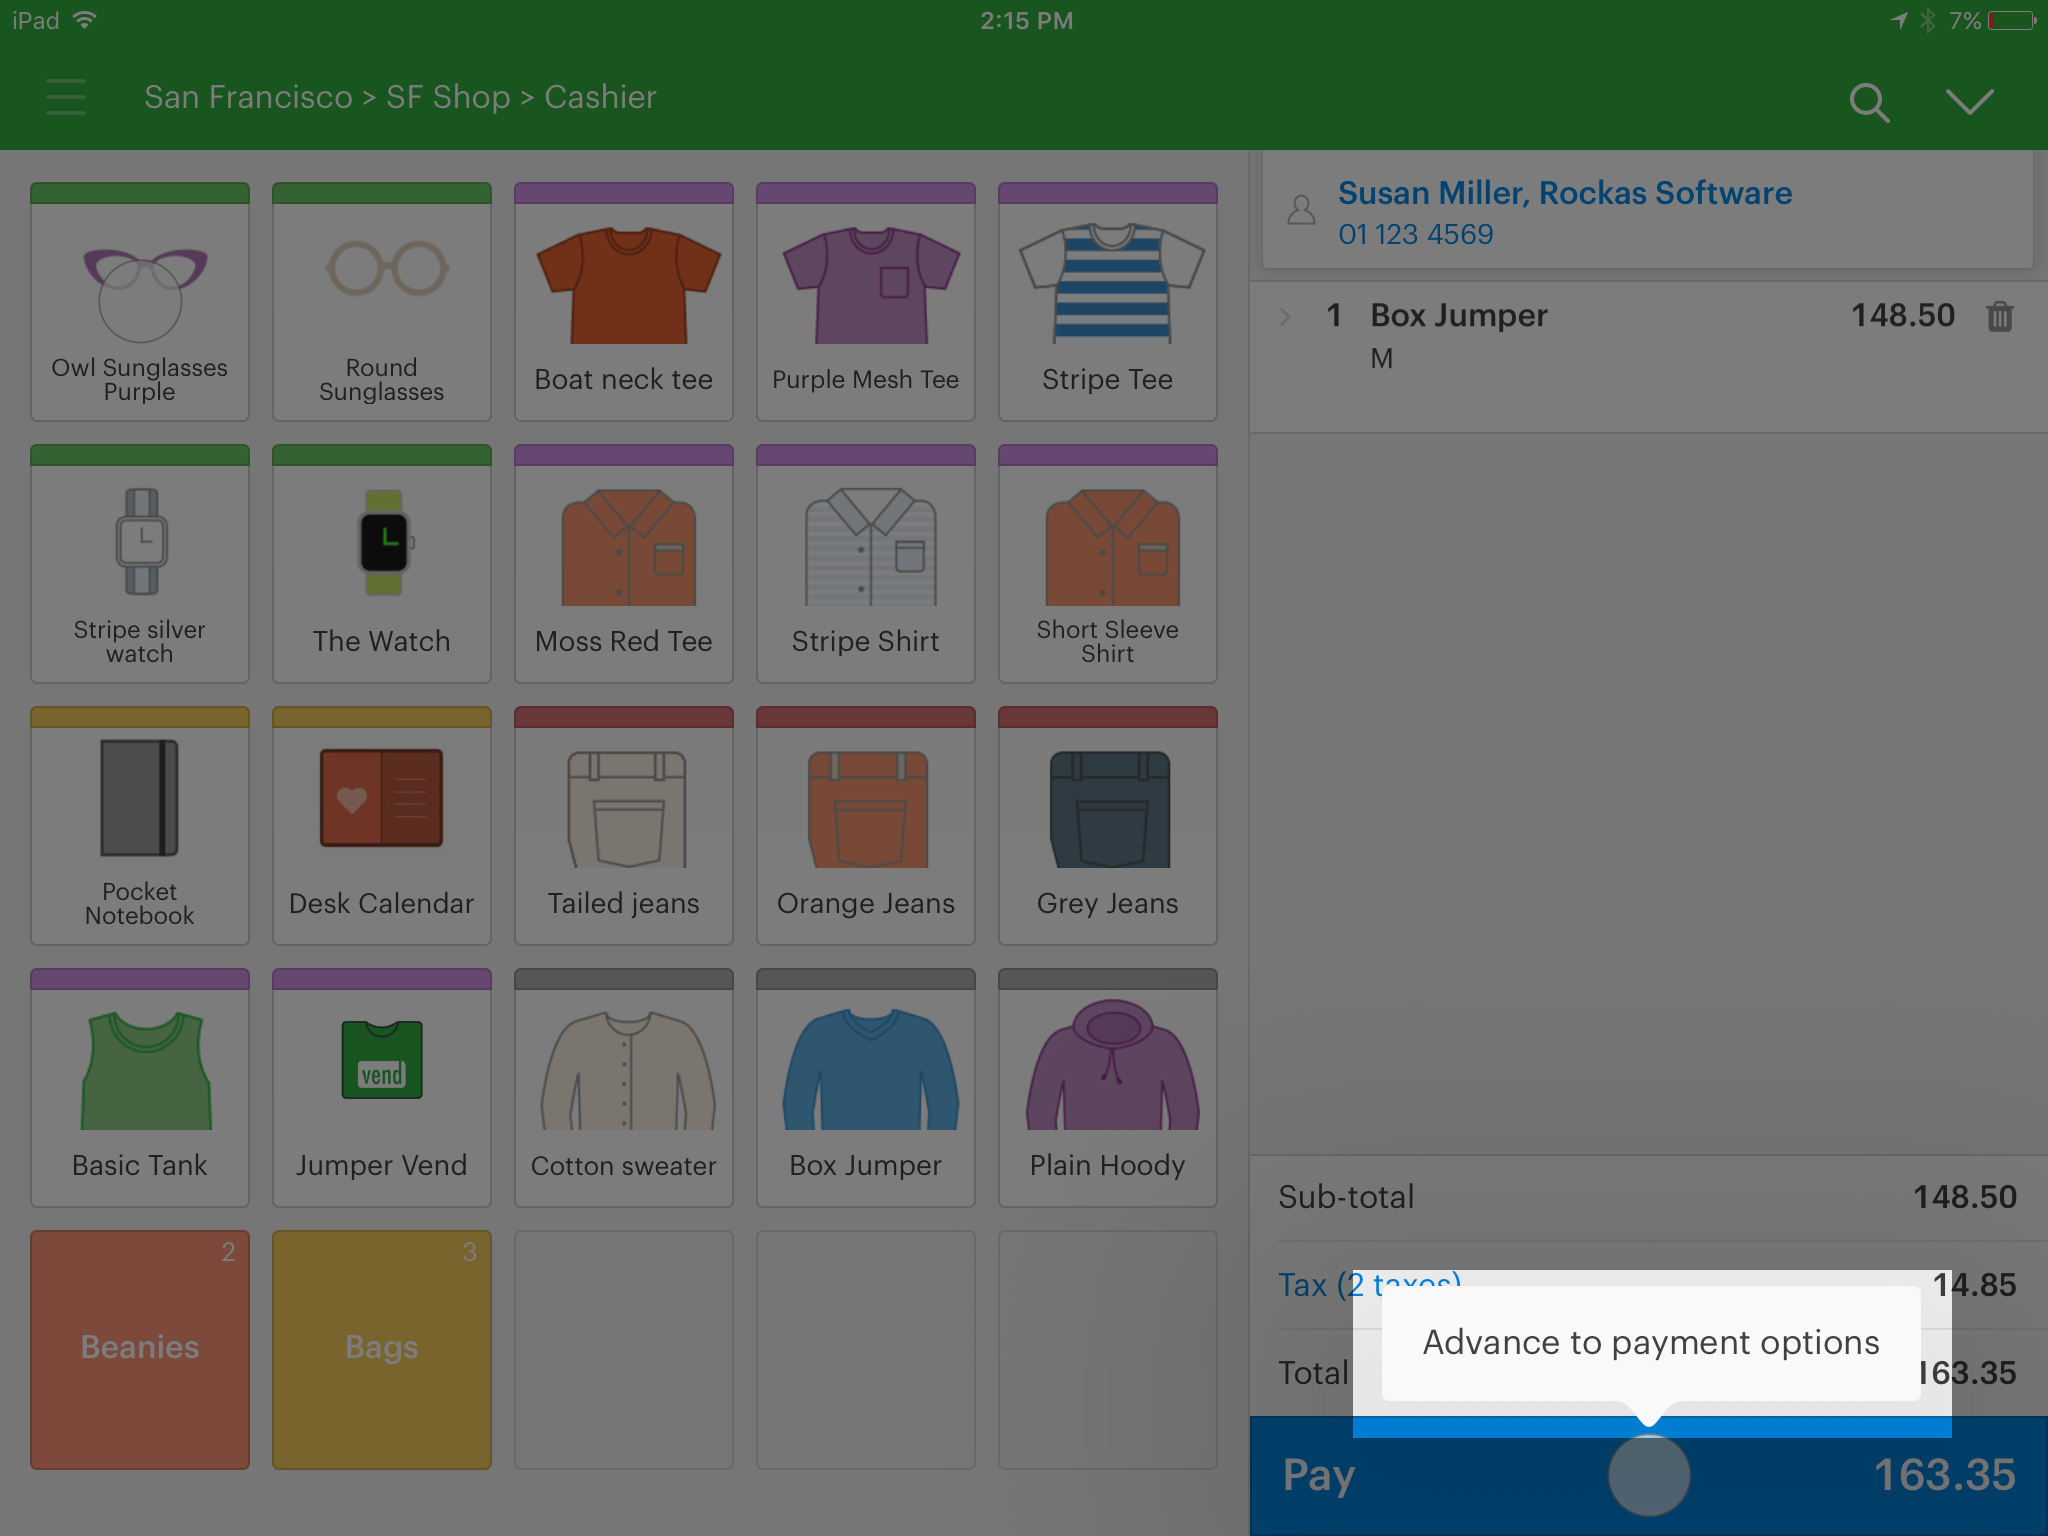 iPad
2:15 PM
7%
San Francisco > SF Shop > Cashier
Susan Miller, Rockas Software
01 123 4569
1 Box Jumper 148.50
M
Owl Sunglasses
Purple
Round
Sunglasses
Boat neck tee
Purple Mesh Tee
Stripe Tee
Stripe silver
watch
The Watch
Moss Red Tee
Stripe Shirt
Short Sleeve
Shirt
Pocket
Notebook
Desk Calendar
Tailed jeans
Orange Jeans
Grey Jeans
vend
Basic Tank
Jumper Vend
Cotton sweater
Box Jumper
Plain Hoody
2
Beanies
3
Bags
Sub-total 148.50
Tax (2 taxes) 14.85
Advance to payment options
Total 163.35
Pay 163.35